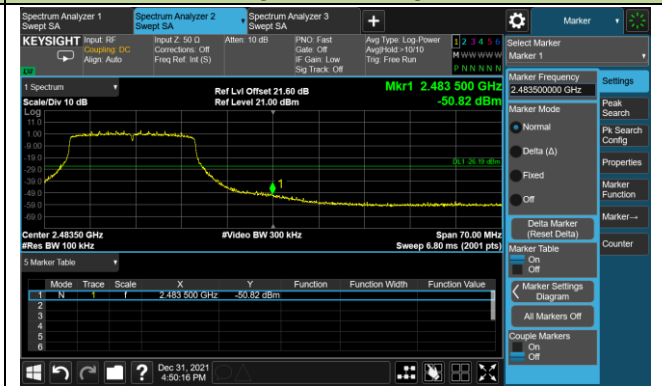 Spectrum Analyzer 1
Swept SA
Spectrum Analyzer 2
Swept SA
Spectrum Analyzer 3
Swept SA
+
Marker
KEYSIGHT
Input: RF
Coupling: DC
Align: Auto
Input Z: 50 Ω
Corrections: Off
Freq Ref: Int (S)
Atten: 10 dB
PNO: Fast
Gate: Off
IF Gain: Low
Sig Track: Off
Avg Type: Log-Power
Avg|Hold:>10/10
Trig: Free Run
1 2 3 4 5 6
M W W W W W
P N N N N N
LU
Select Marker
Marker 1
1 Spectrum
Scale/Div 10 dB
Ref Lvl Offset 21.60 dB
Ref Level 21.00 dBm
Mkr1 2.483 500 GHz
-50.82 dBm
Log
11.0
1.00
-9.00
-19.0
-29.0
-39.0
-49.0
-59.0
-69.0
DL1 -26.19 dBm
1
Center 2.48350 GHz
#Res BW 100 kHz
#Video BW 300 kHz
Span 70.00 MHz
Sweep 6.80 ms (2001 pts)
5 Marker Table
Mode Trace Scale X Y Function Function Width Function Value
1 N 1 f 2.483 500 GHz -50.82 dBm
2
3
4
5
6
Marker Frequency
2.483500000 GHz
Marker Mode
Normal
Delta (Δ)
Fixed
Off
Delta Marker
(Reset Delta)
Marker Table
On
Off
Marker Settings
Diagram
All Markers Off
Couple Markers
On
Off
Settings
Peak
Search
Pk Search
Config
Properties
Marker
Function
Marker→
Counter
?
Dec 31, 2021
4:50:16 PM